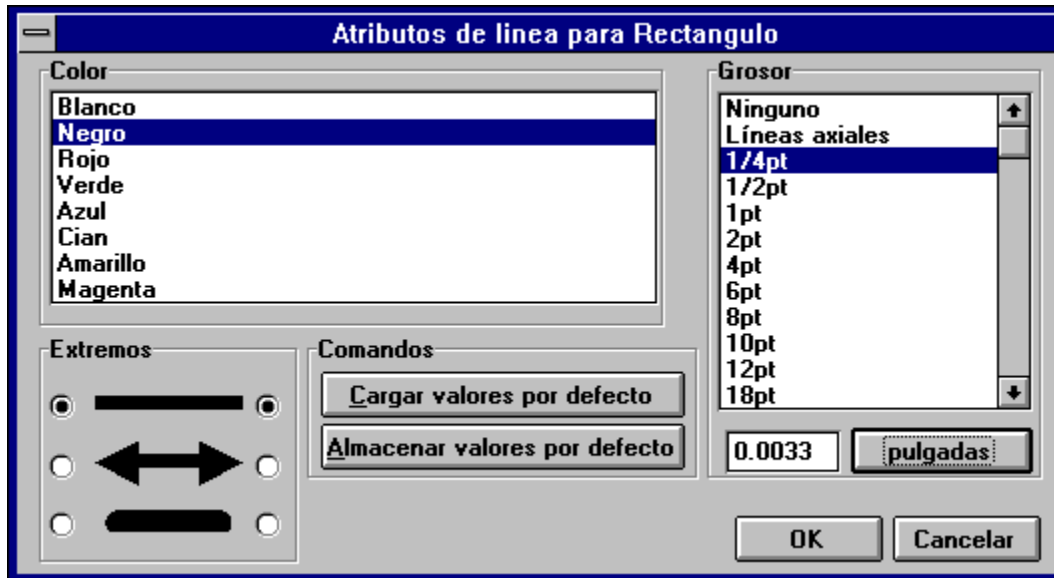 Atributos de linea para Rectangulo
Color
Blanco
Negro
Rojo
Verde
Azul
Cian
Amarillo
Magenta
Grosor
Ninguno
Líneas axiales
1/4pt
1/2pt
1pt
2pt
4pt
6pt
8pt
10pt
12pt
18pt
0.0033
pulgadas
Extremos
Comandos
Cargar valores por defecto
Almacenar valores por defecto
OK
Cancelar